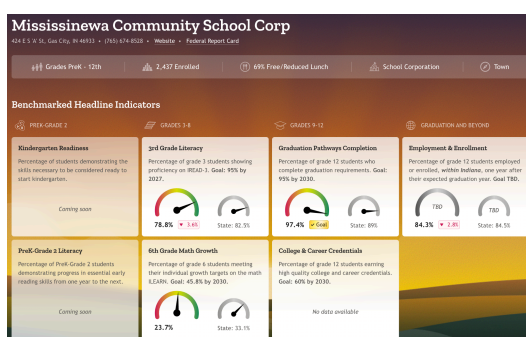 Mississinewa Community School Corp
424 E S W St, Gas City, IN 46933 • (765) 674-8528 • Website • Federal Report Card
Grades PreK - 12th
2,437 Enrolled
69% Free/Reduced Lunch
School Corporation
Town
Benchmarked Headline Indicators
PREK-GRADE 2
GRADES 3-8
GRADES 9-12
GRADUATION AND BEYOND
Kindergarten Readiness
Percentage of students demonstrating the
skills necessary to be considered ready to
start kindergarten.
Coming soon
3rd Grade Literacy
Percentage of grade 3 students showing
proficiency on IREAD-3. Goal: 95% by
2027.
78.8% ▼ 3.6% State: 82.5%
Graduation Pathways Completion
Percentage of grade 12 students who
complete graduation requirements. Goal:
95% by 2030.
97.4% ✔ Goal State: 89%
Employment & Enrollment
Percentage of grade 12 students employed
or enrolled, within Indiana, one year after
their expected graduation year. Goal TBD.
TBD TBD
84.3% ▼ 2.8% State: 84.5%
PreK-Grade 2 Literacy
Percentage of PreK-Grade 2 students
demonstrating progress in essential early
reading skills from one year to the next.
Coming soon
6th Grade Math Growth
Percentage of grade 6 students meeting
their individual growth targets on the math
ILEARN. Goal: 45.8% by 2030.
23.7% State: 33.1%
College & Career Credentials
Percentage of grade 12 students earning
high quality college and career credentials.
Goal: 60% by 2030.
No data available